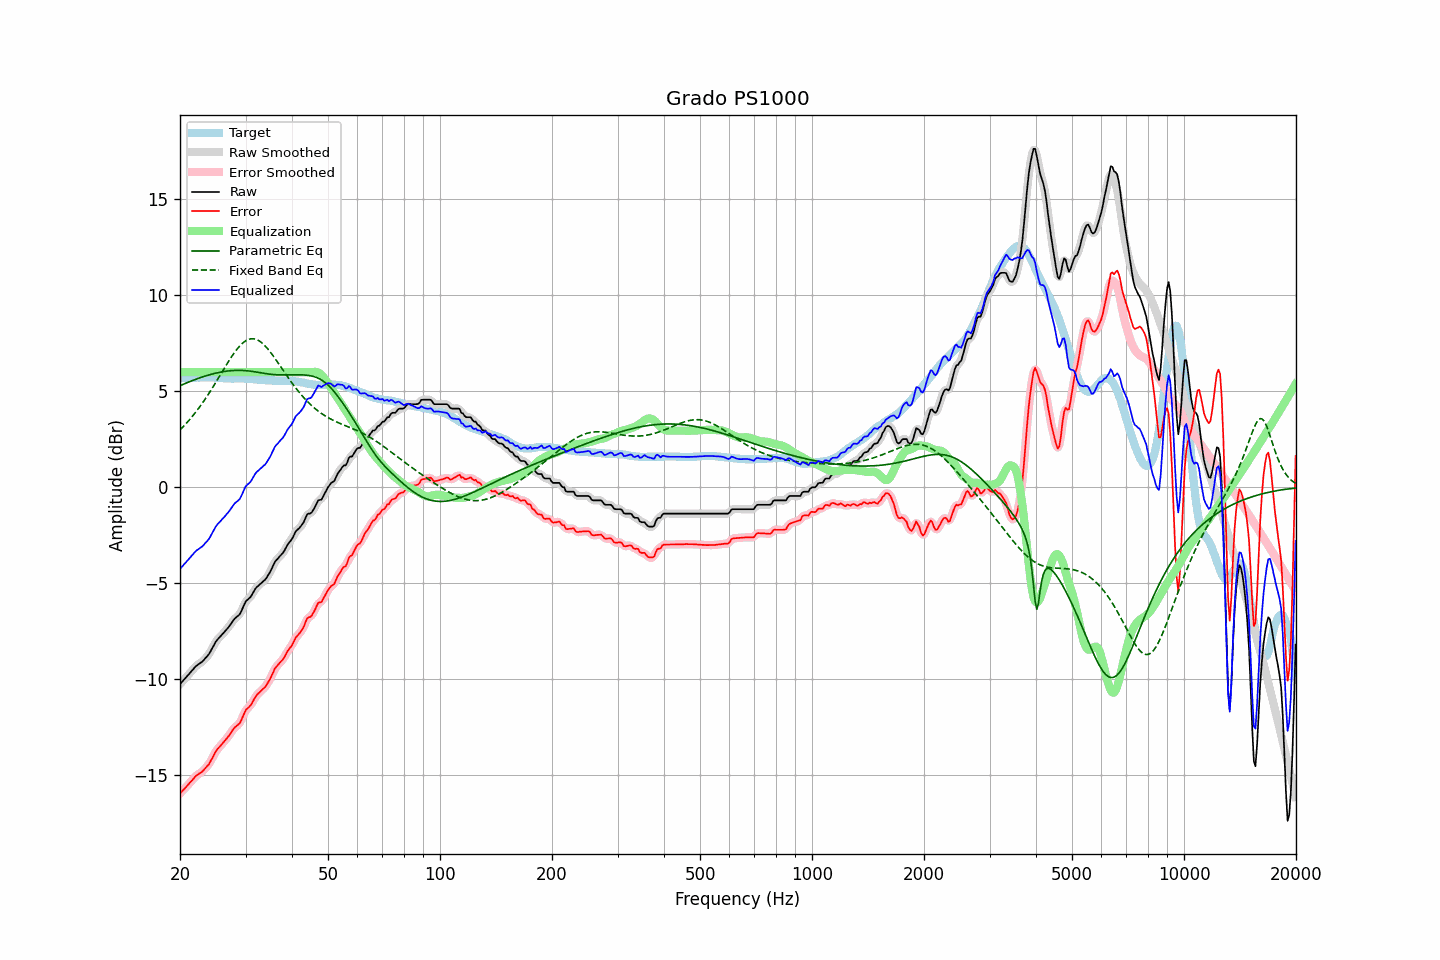 Grado PS1000
Target
Raw Smoothed
Error Smoothed
Raw
Error
Equalization
Parametric Eq
Fixed Band Eq
Equalized
Amplitude (dBr)
15
10
5
0
−5
−10
−15
20
50
100
200
500
1000
2000
5000
10000
20000
Frequency (Hz)